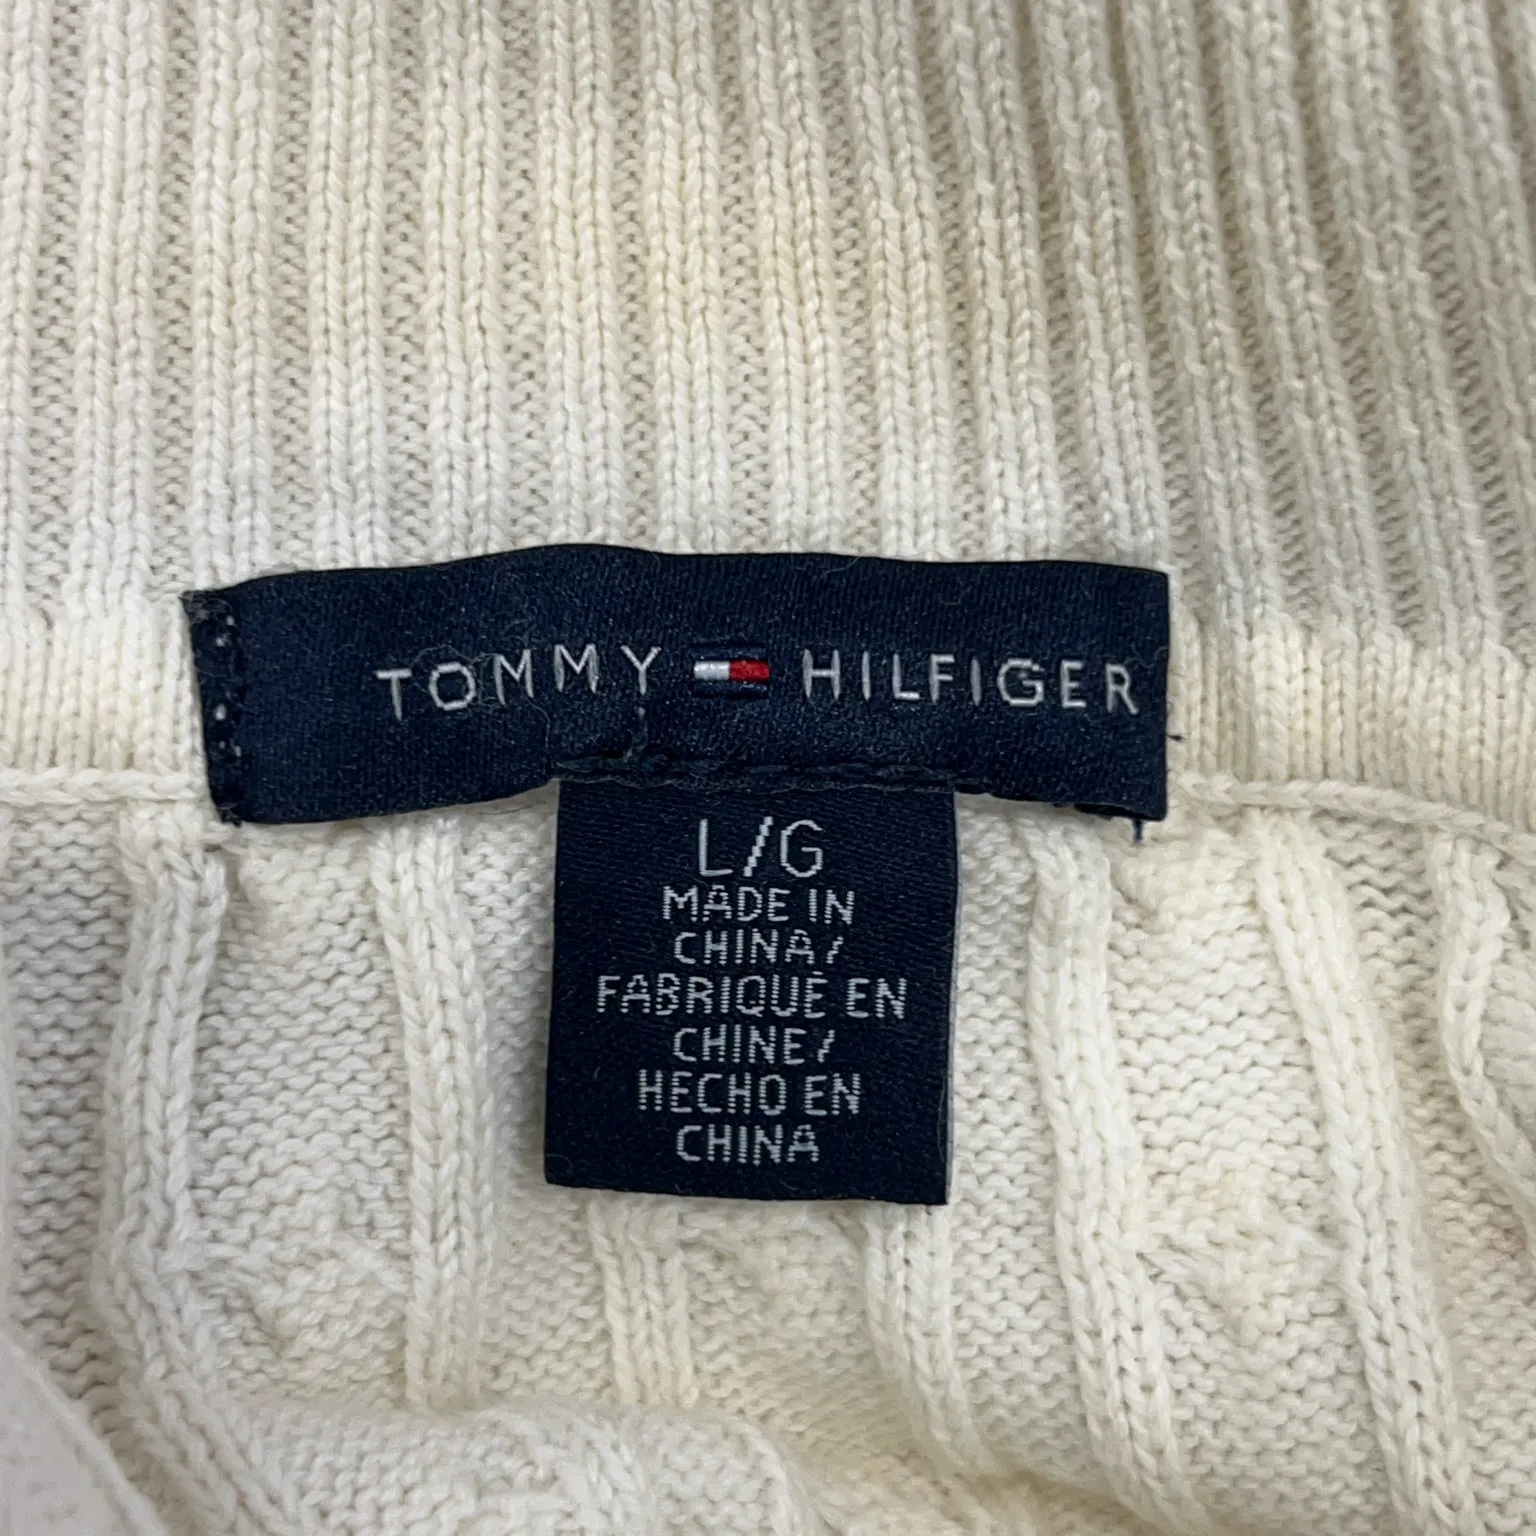 TOMMY HILFIGER
L/G
MADE IN
CHINA/
FABRIQUÉ EN
CHINE/
HECHO EN
CHINA